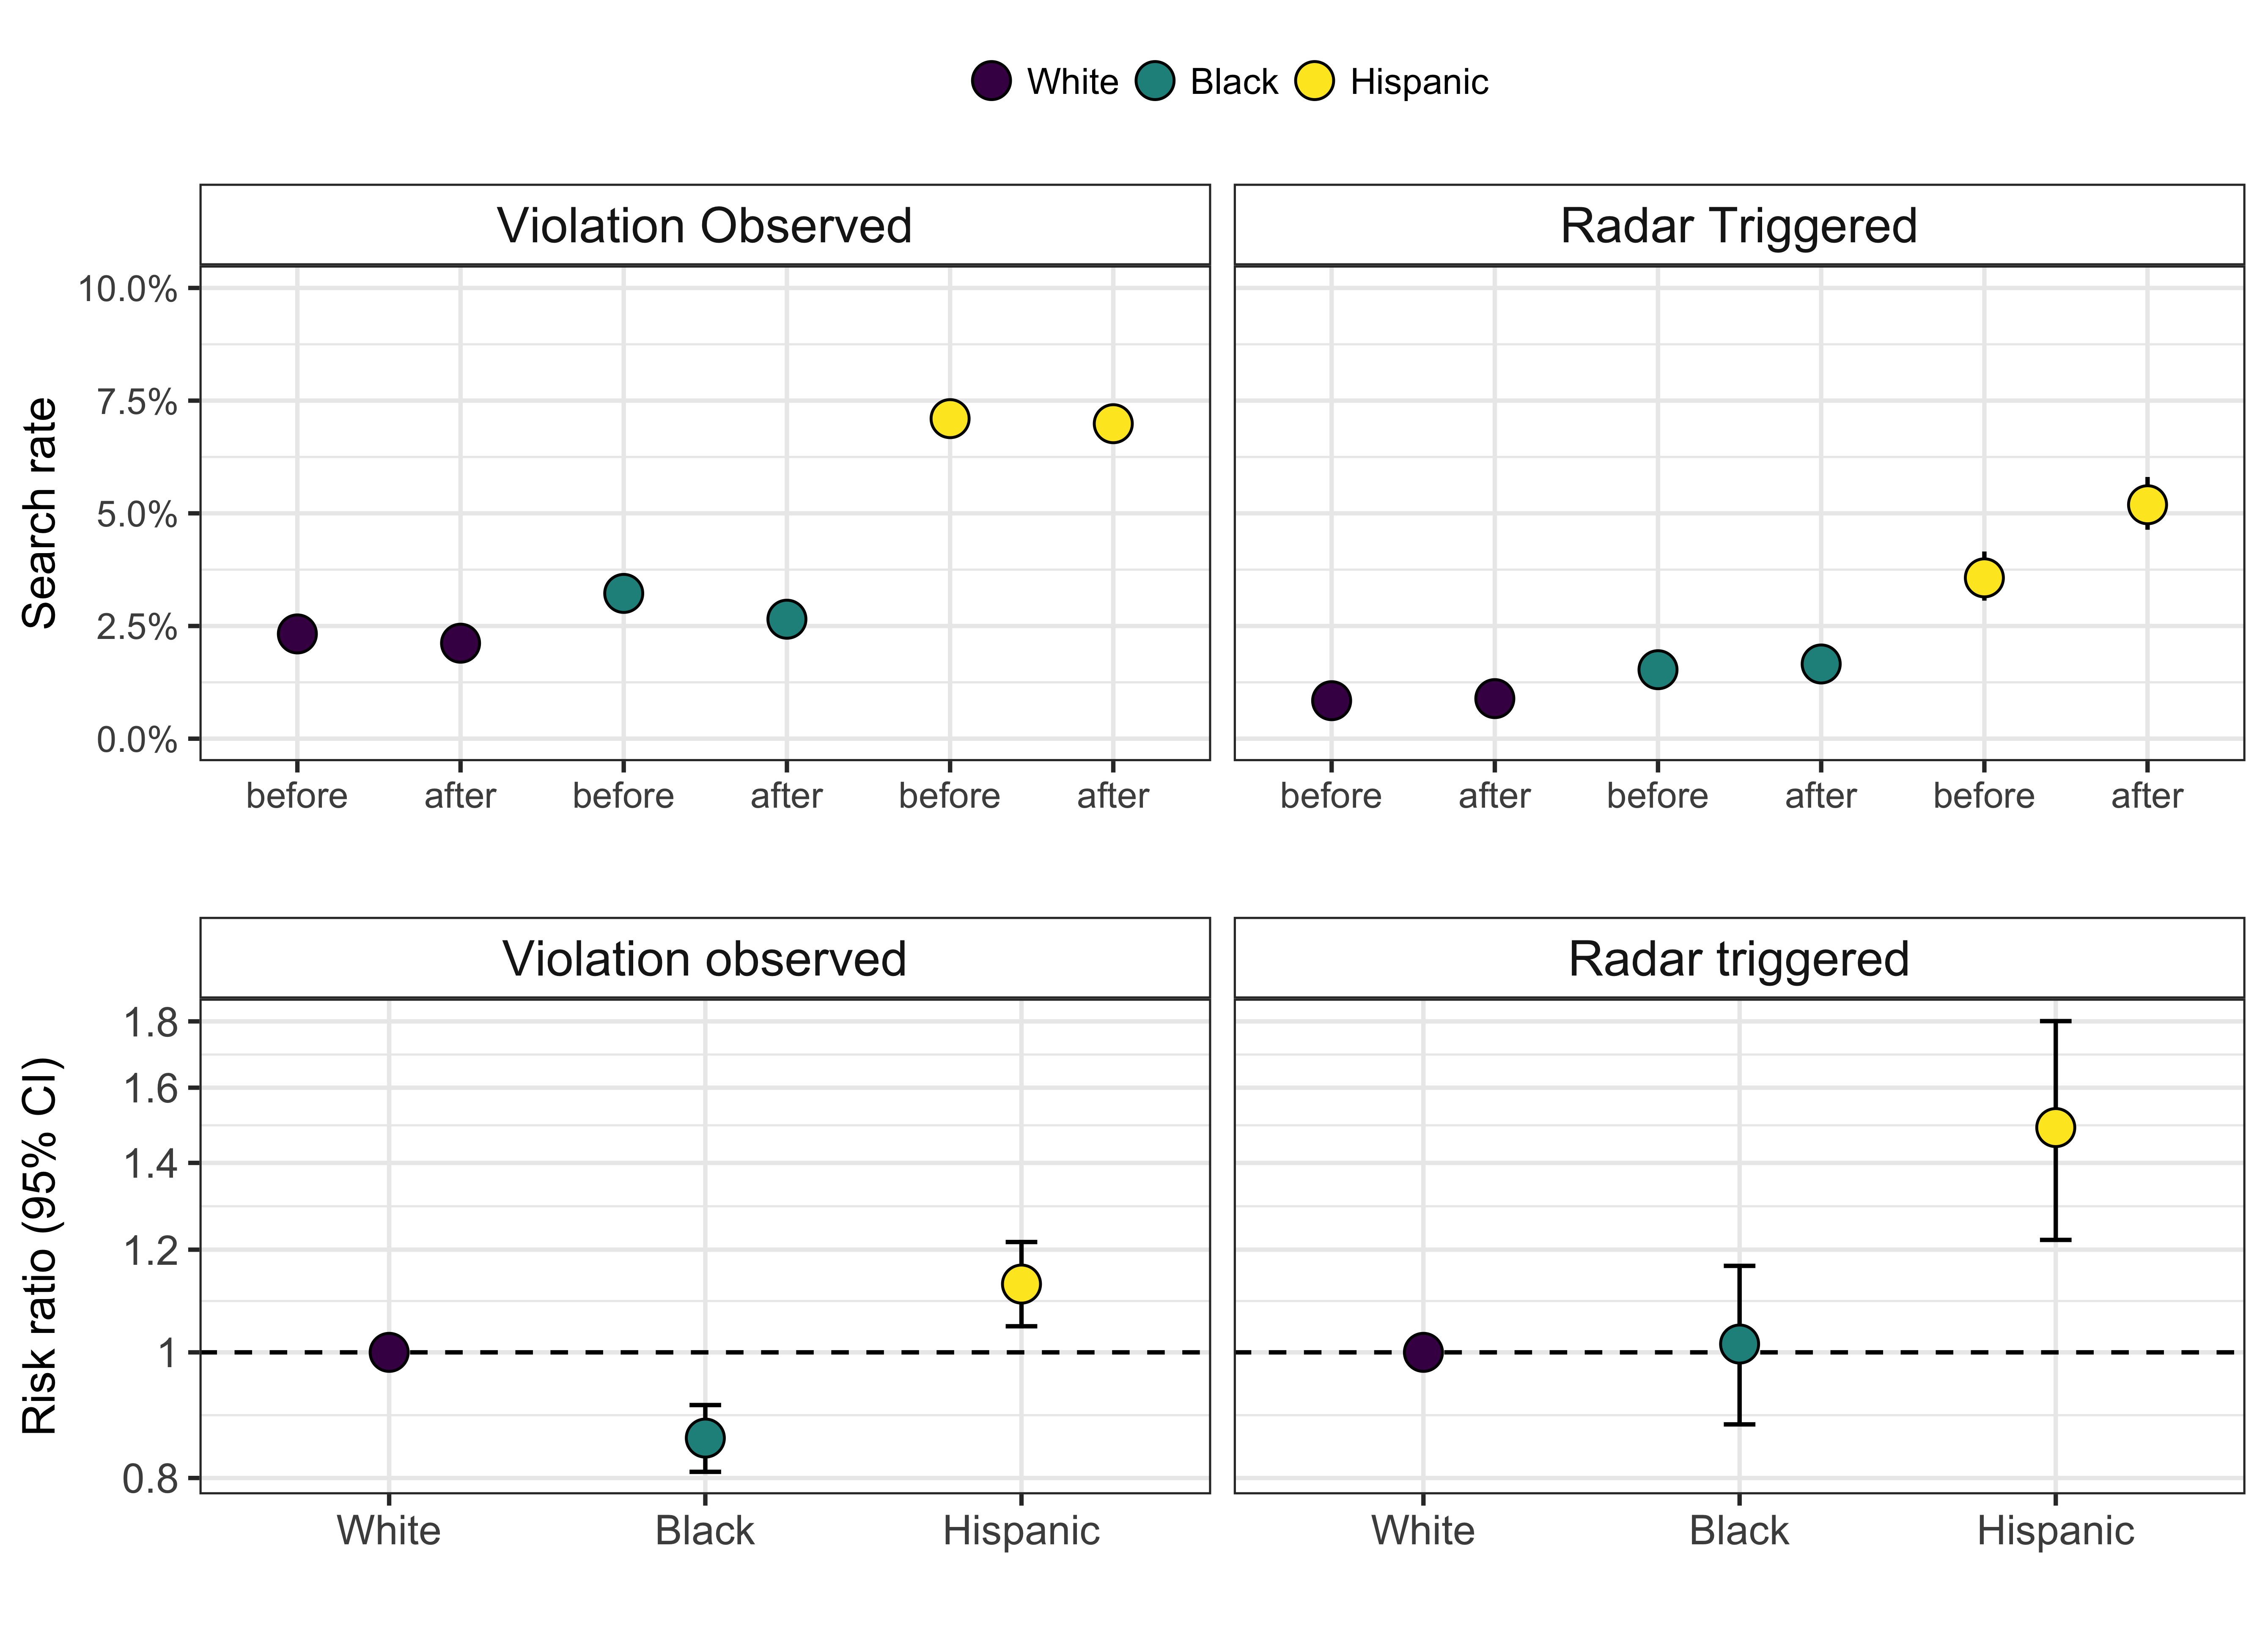 White Black Hispanic
Violation Observed
Radar Triggered
Search rate
10.0%
7.5%
5.0%
2.5%
0.0%
before after before after before after
before after before after before after
Violation observed
Radar triggered
Risk ratio (95% CI)
1.8
1.6
1.4
1.2
1
0.8
White Black Hispanic
White Black Hispanic